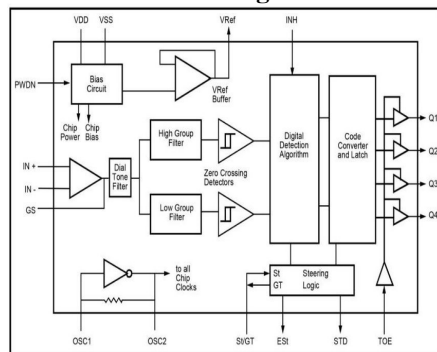 VDD VSS VRef INH
PWDN
Bias
Circuit
VRef
Buffer
Chip
Power
Chip
Bias
High Group
Filter
Digital
Detection
Algorithm
Code
Converter
and Latch
Q1
Q2
Q3
Q4
IN +
IN -
GS
Dial
Tone
Filter
Zero Crossing
Detectors
Low Group
Filter
to all
Chip
Clocks
St Steering
GT Logic
OSC1 OSC2 St/GT ESt STD TOE